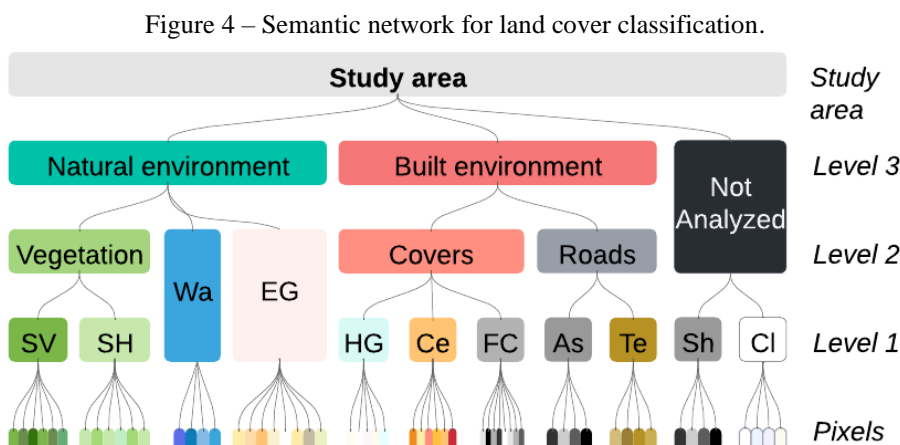 Figure 4 – Semantic network for land cover classification.
Study area
Study
area
Natural environment
Built environment
Not
Analyzed
Level 3
Vegetation
Wa
EG
Covers
Roads
Level 2
SV
SH
HG
Ce
FC
As
Te
Sh
Cl
Level 1
Pixels